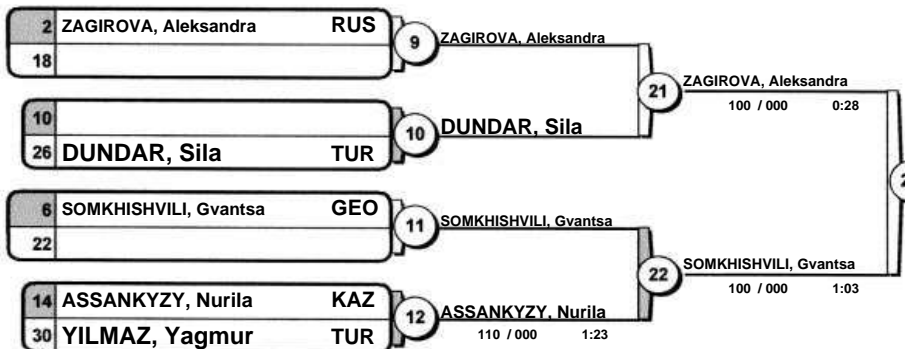 2 ZAGIROVA, Aleksandra RUS
18
9 ZAGIROVA, Aleksandra
21 ZAGIROVA, Aleksandra
100 / 000 0:28
10
26 DUNDAR, Sila TUR
10 DUNDAR, Sila
6 SOMKHISHVILI, Gvantsa GEO
22
11 SOMKHISHVILI, Gvantsa
22 SOMKHISHVILI, Gvantsa
100 / 000 1:03
14 ASSANKYZY, Nurila KAZ
30 YILMAZ, Yagmur TUR
12 ASSANKYZY, Nurila
110 / 000 1:23